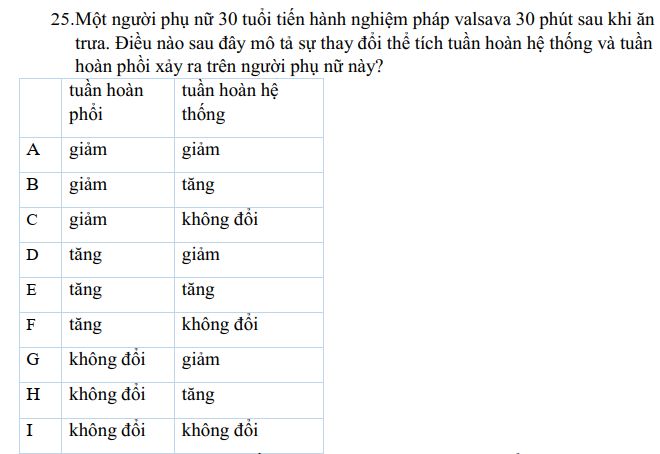 25.Một người phụ nữ 30 tuổi tiến hành nghiệm pháp valsava 30 phút sau khi ăn
trưa. Điều nào sau đây mô tả sự thay đổi thể tích tuần hoàn hệ thống và tuần
hoàn phồi xảy ra trên người phụ nữ này?
tuần hoàn phổi tuần hoàn hệ thống
A giảm giảm
B giảm tăng
C giảm không đổi
D tăng giảm
E tăng tăng
F tăng không đổi
G không đổi giảm
H không đổi tăng
I không đổi không đổi